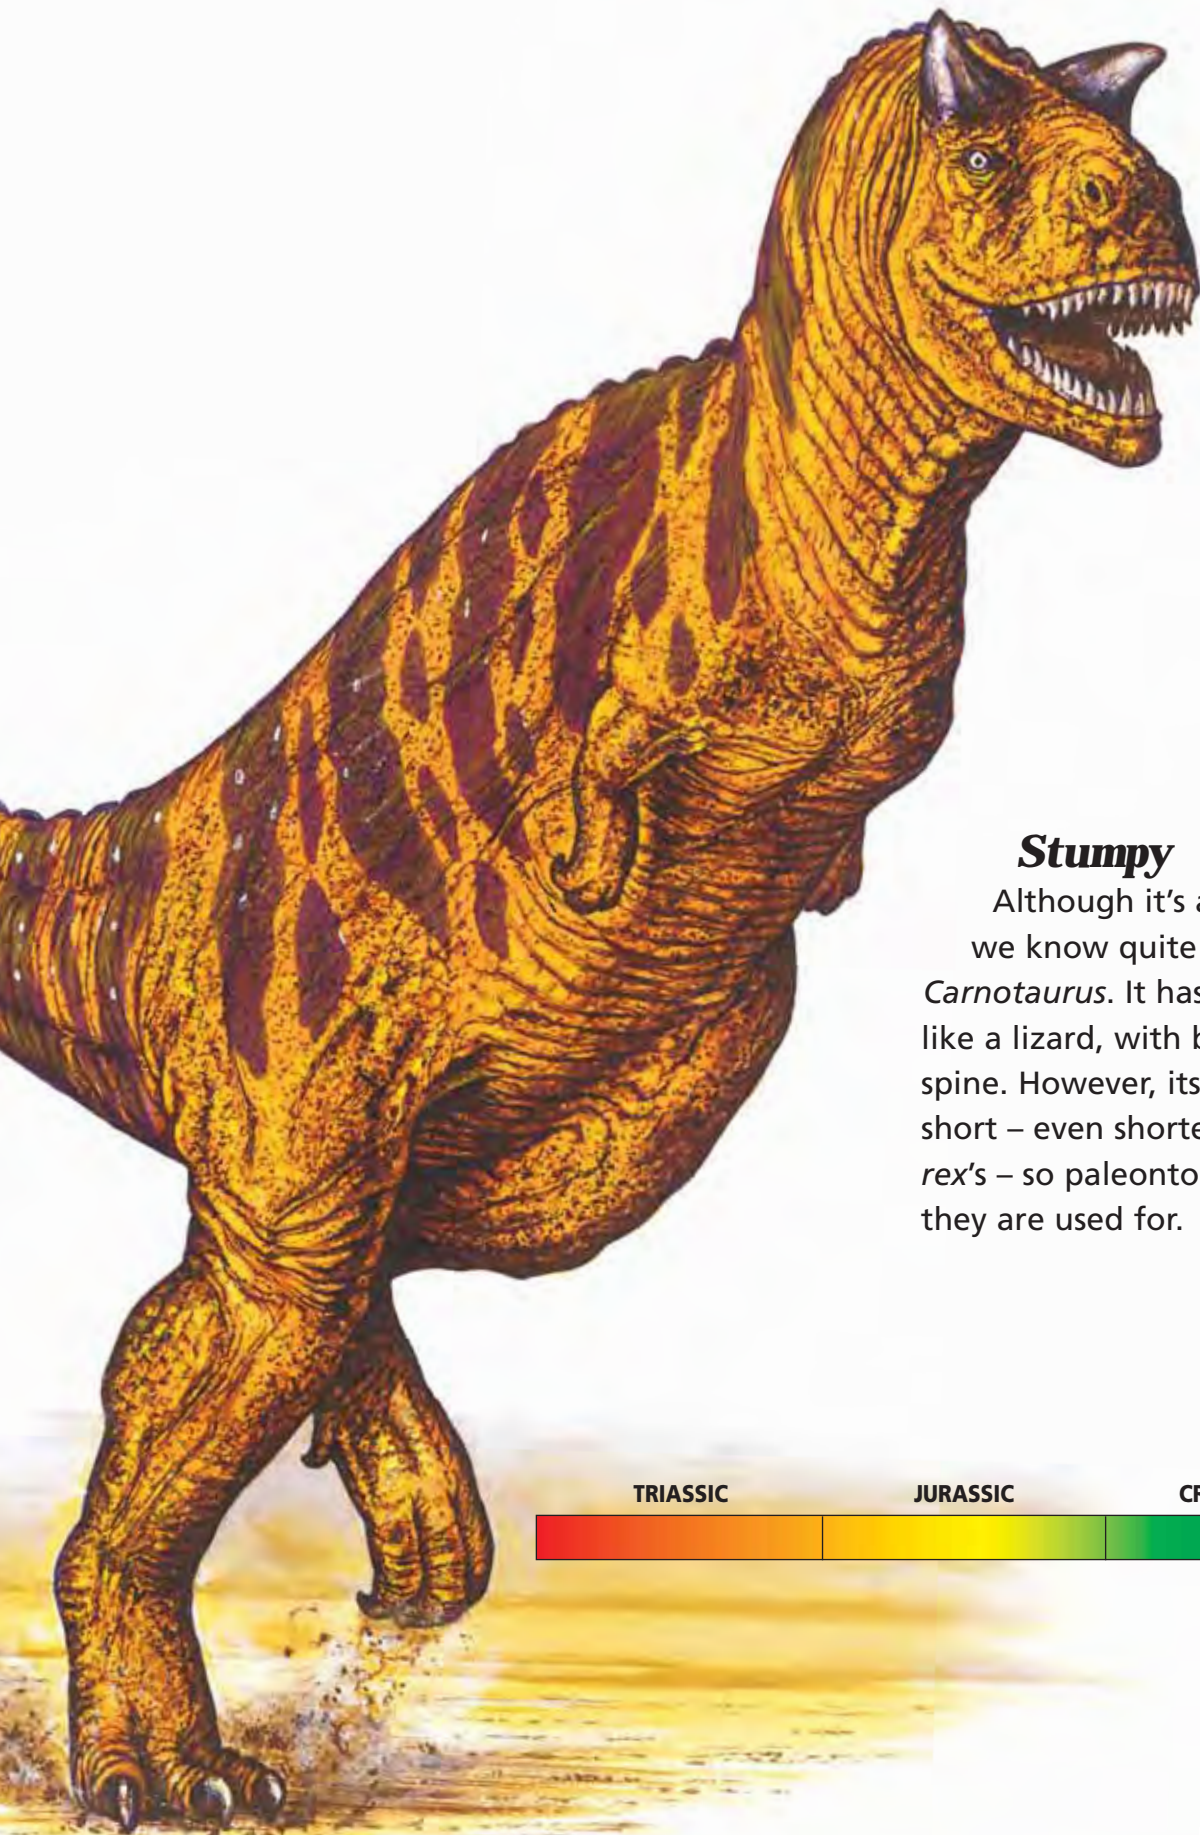 Stumpy
Although it's a
we know quite
Carnotaurus. It has
like a lizard, with b
spine. However, its
short – even shorte
rex's – so paleonto
they are used for.
TRIASSIC JURASSIC CR